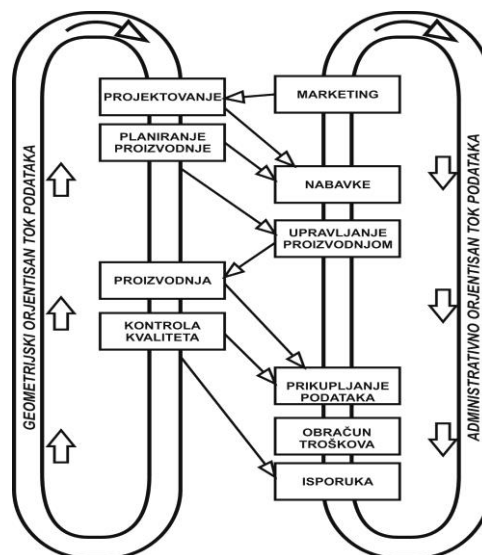 GEOMETRIJSKI ORJENTISAN TOK PODATAKA
PROJEKTOVANJE
MARKETING
PLANIRANJE
PROIZVODNJE
NABAVKE
UPRAVLJANJE
PROIZVODNJOM
PROIZVODNJA
KONTROLA
KVALITETA
PRIKUPLJANJE
PODATAKA
OBRAČUN
TROŠKOVA
ISPORUKA
ADMINISTRATIVNO ORJENTISAN TOK PODATAKA